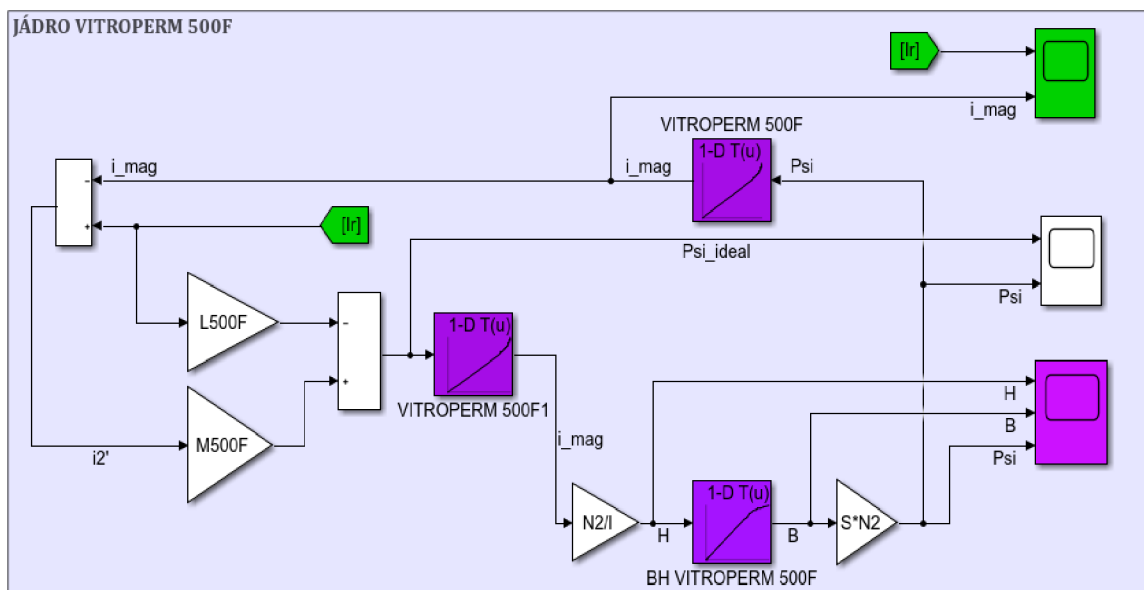 JÁDRO VITROPERM 500F
[Ir]
i_mag
VITROPERM 500F
1-D T(u)
i_mag
i_mag
Psi
-
+
[Ir]
Psi_ideal
Psi
L500F
-
+
1-D T(u)
VITROPERM 500F1
M500F
i2'
i_mag
H
B
Psi
1-D T(u)
N2/l
H
B
S*N2
BH VITROPERM 500F